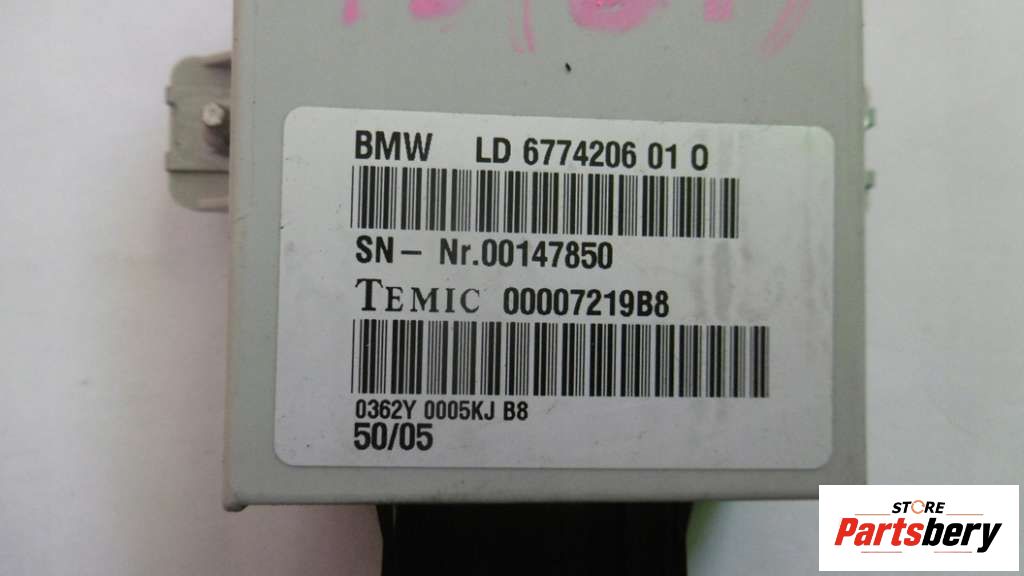 BMW LD 6774206 01 0
SN - Nr.00147850
TEMIC 00007219B8
0362Y 0005KJ B8
50/05
STORE
Partsbery